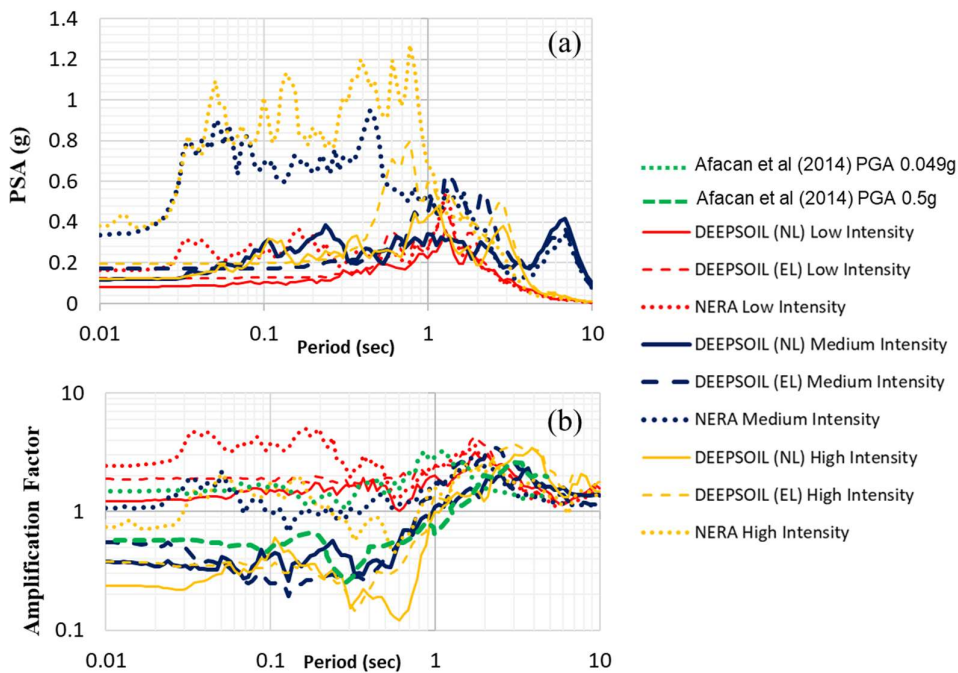 1.4
(a)
1.2
1
0.8
0.6
0.4
0.2
0
PSA (g)
0.01
0.1
1
10
Period (sec)
10
(b)
1
0.1
Amplification Factor
0.01
0.1
1
10
Period (sec)
Afacan et al (2014) PGA 0.049g
Afacan et al (2014) PGA 0.5g
DEEPSOIL (NL) Low Intensity
DEEPSOIL (EL) Low Intensity
NERA Low Intensity
DEEPSOIL (NL) Medium Intensity
DEEPSOIL (EL) Medium Intensity
NERA Medium Intensity
DEEPSOIL (NL) High Intensity
DEEPSOIL (EL) High Intensity
NERA High Intensity